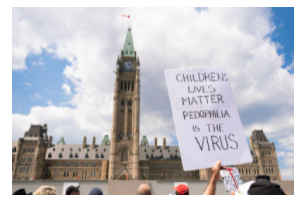 CHILDRENS
LIVES
MATTER
PEDOPHILIA
IS THE
VIRUS